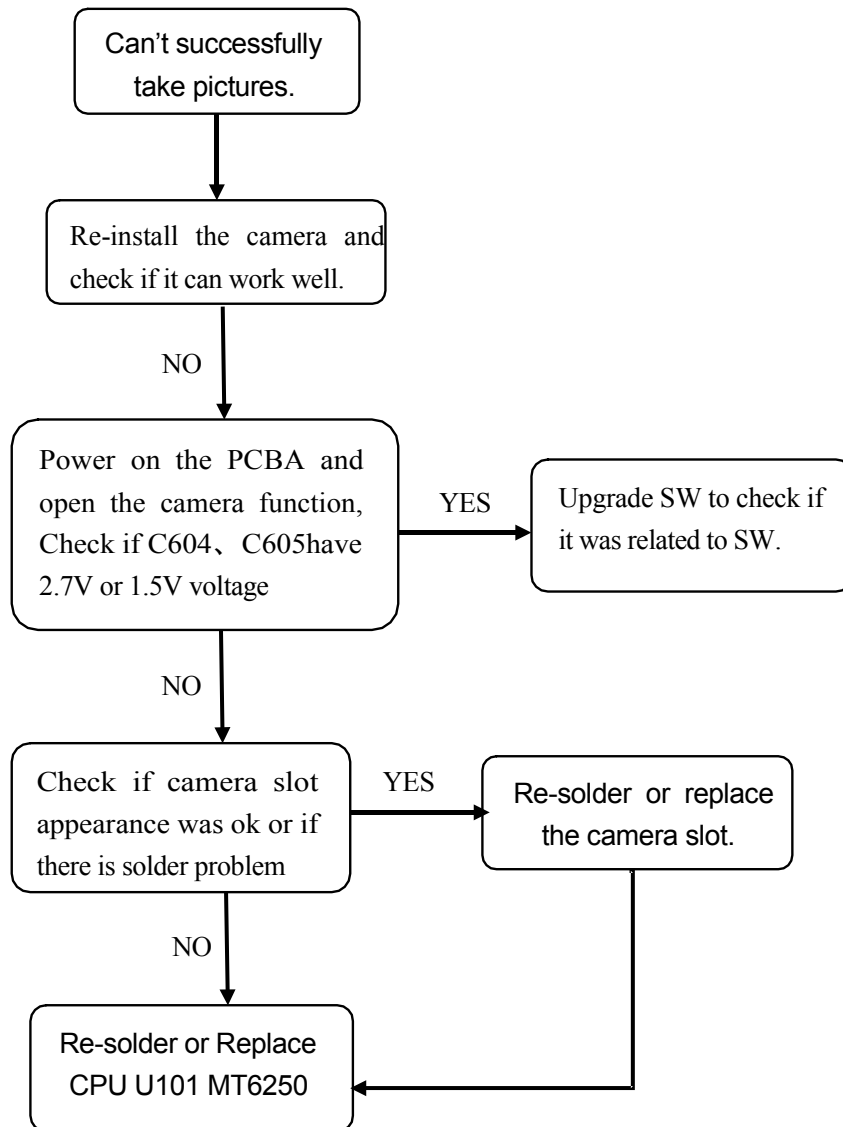 Can't successfully
take pictures.
Re-install the camera and
check if it can work well.
NO
Power on the PCBA and
open the camera function,
Check if C604、C605have
2.7V or 1.5V voltage
YES
Upgrade SW to check if
it was related to SW.
NO
Check if camera slot
appearance was ok or if
there is solder problem
YES
Re-solder or replace
the camera slot.
NO
Re-solder or Replace
CPU U101 MT6250